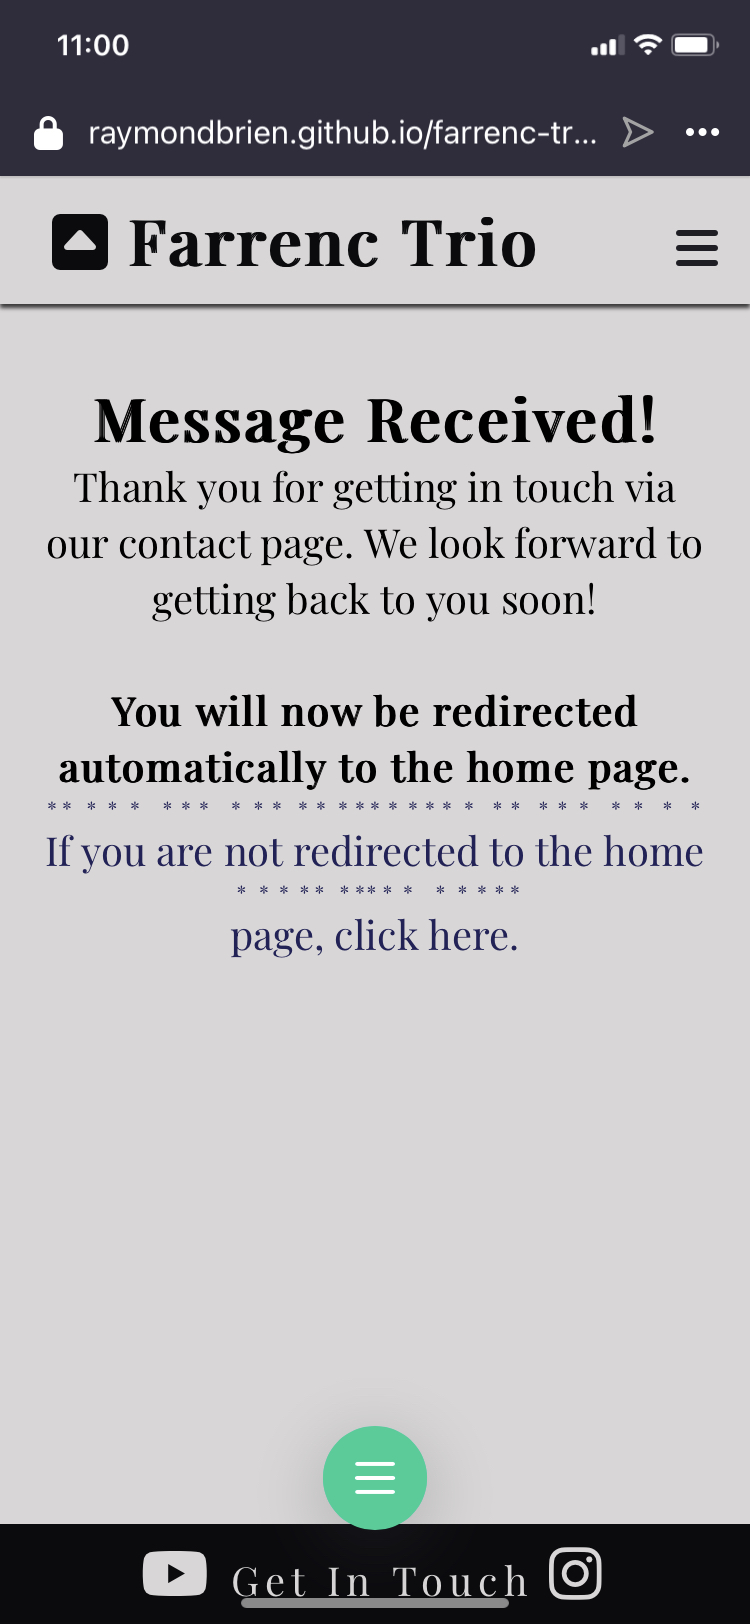 11:00
raymondbrien.github.io/farrenc-tr...
Farrenc Trio
Message Received!
Thank you for getting in touch via
our contact page. We look forward to
getting back to you soon!
You will now be redirected
automatically to the home page.
** * * * *** * ** ** ******** * ** *** ** * *
If you are not redirected to the home
* * ** *** * * * * ***
page, click here.
Get In Touch